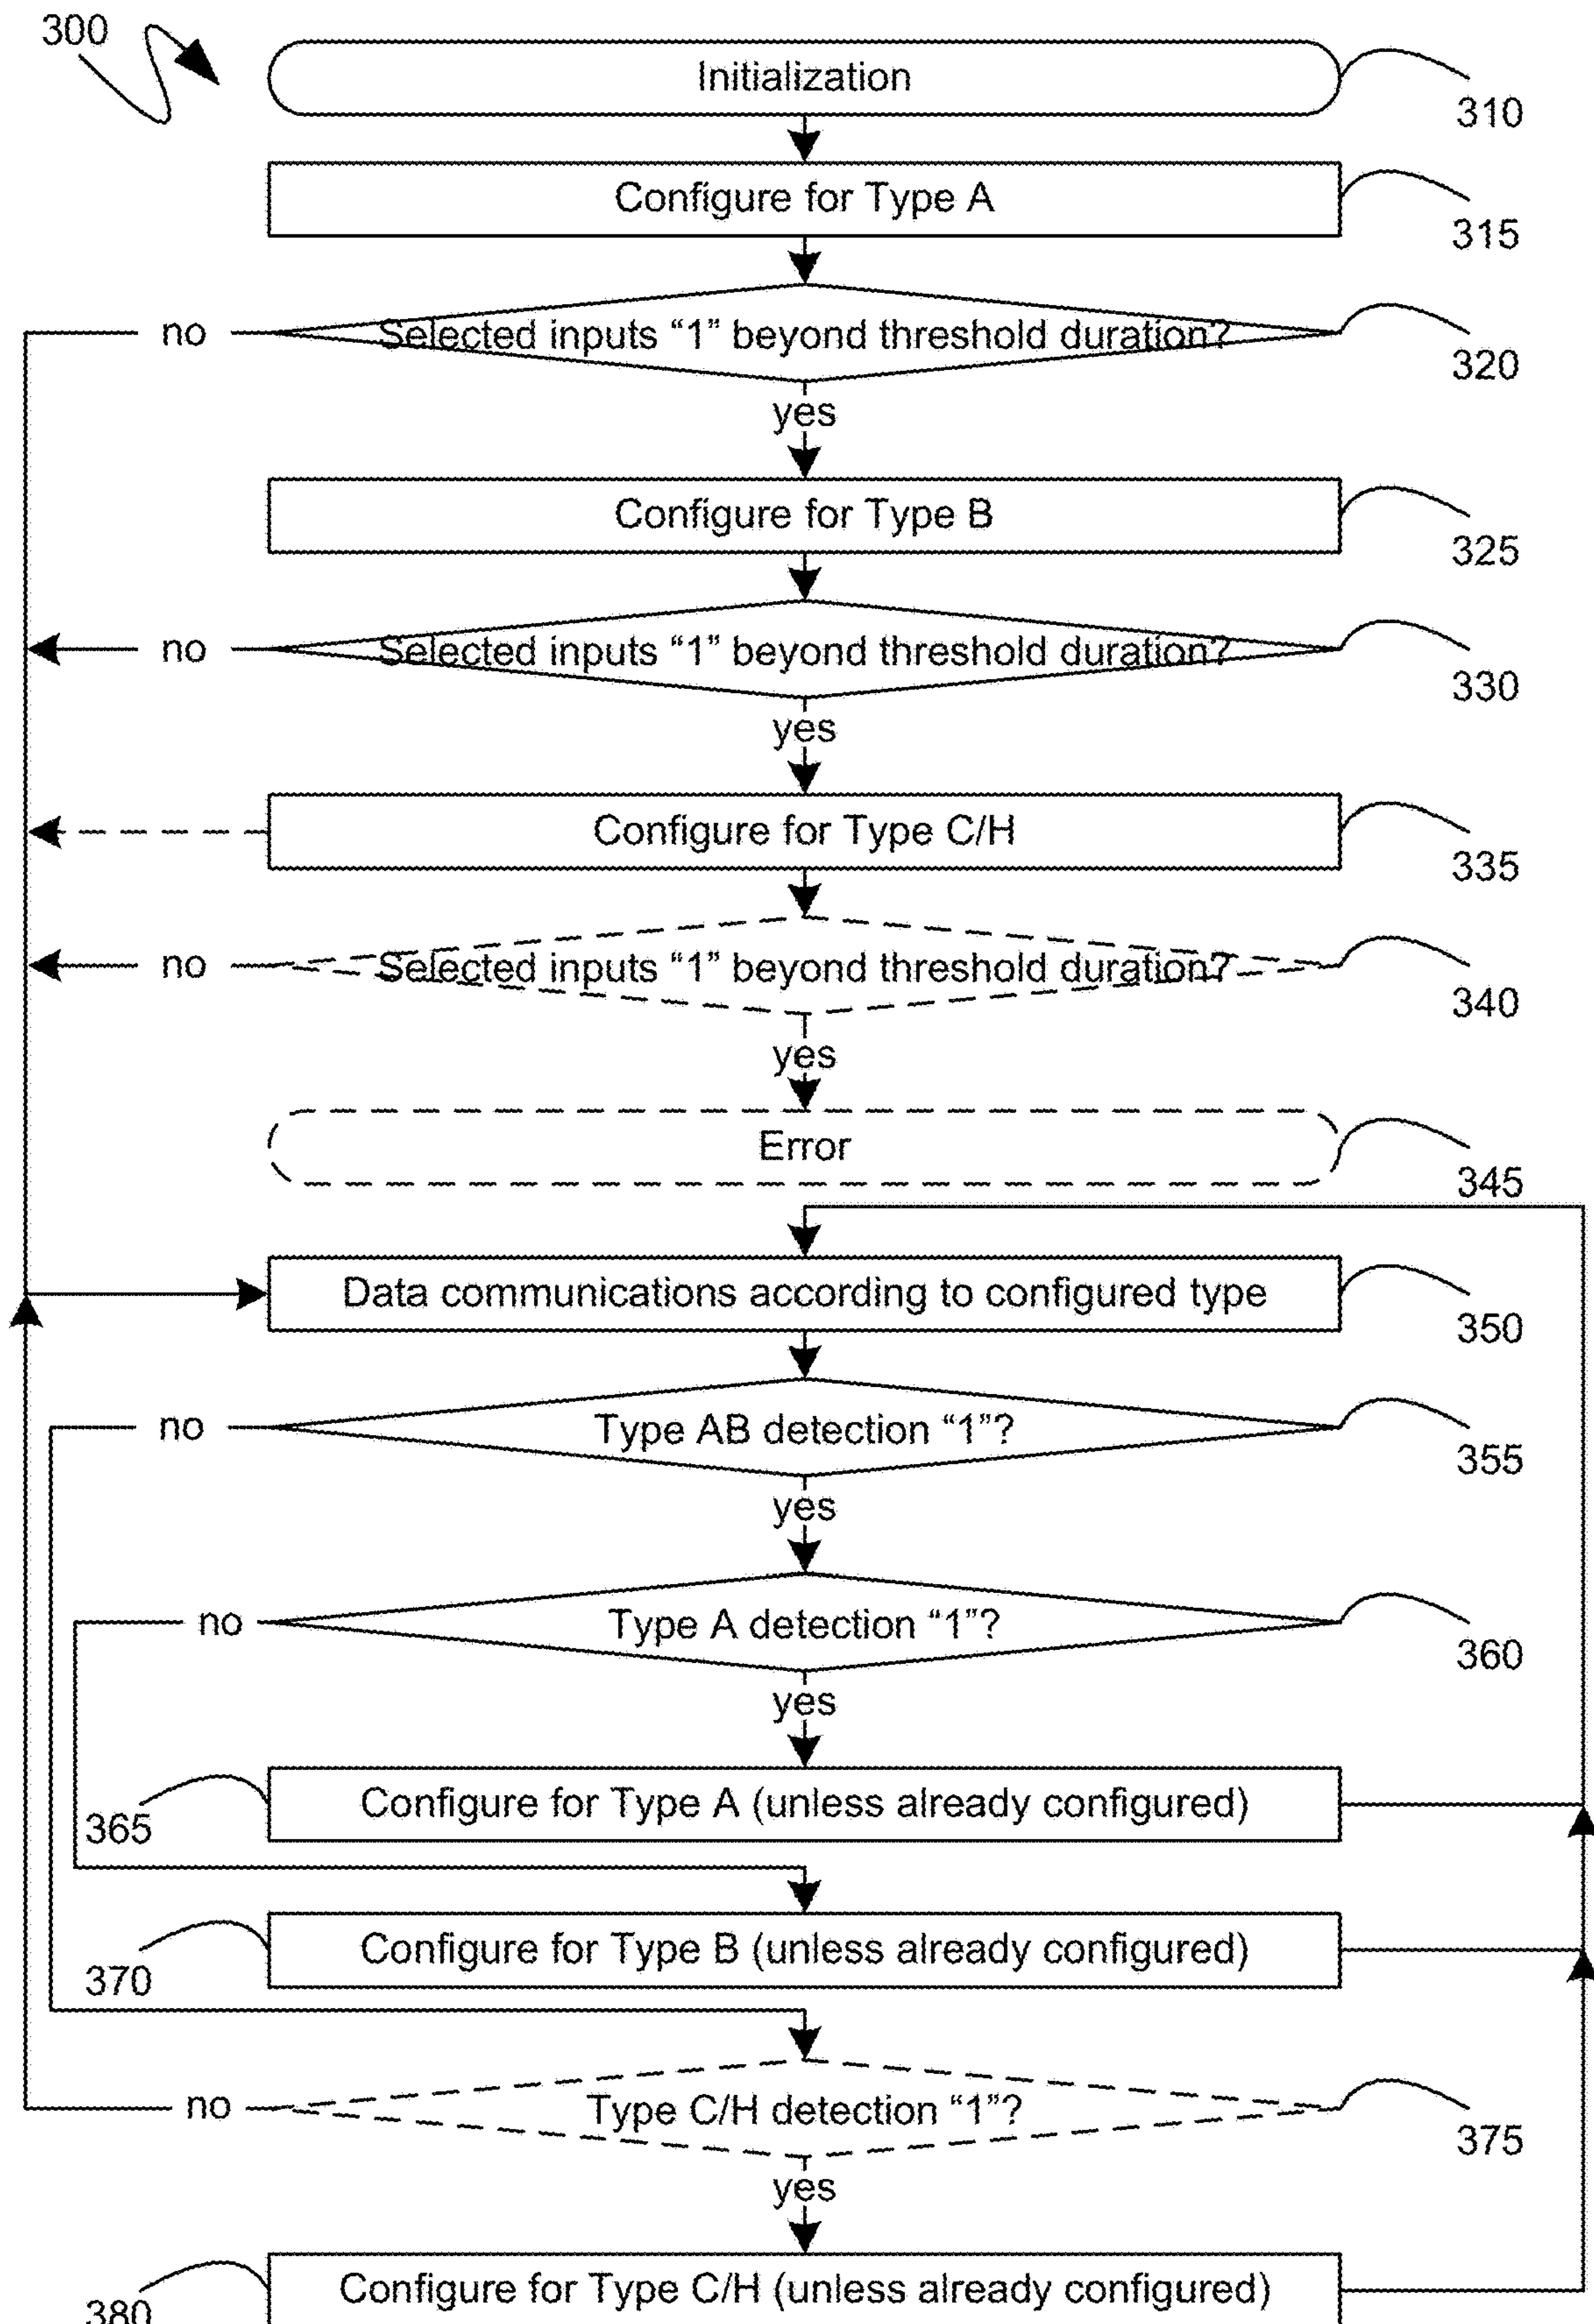 300
Initialization
310
Configure for Type A
315
no
Selected inputs “1” beyond threshold duration?
320
yes
Configure for Type B
325
no
Selected inputs “1” beyond threshold duration?
330
yes
Configure for Type C/H
335
no
Selected inputs “1” beyond threshold duration?
340
yes
Error
345
Data communications according to configured type
350
no
Type AB detection “1”?
355
yes
no
Type A detection “1”?
360
yes
Configure for Type A (unless already configured)
365
Configure for Type B (unless already configured)
370
no
Type C/H detection “1”?
375
yes
Configure for Type C/H (unless already configured)
380